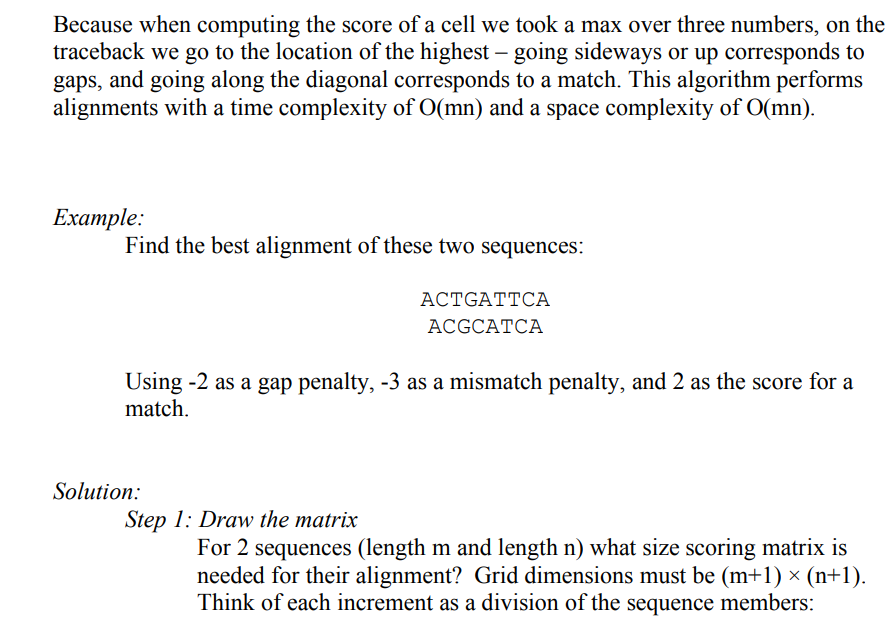 Because when computing the score of a cell we took a max over three numbers, on the
traceback we go to the location of the highest – going sideways or up corresponds to
gaps, and going along the diagonal corresponds to a match. This algorithm performs
alignments with a time complexity of O(mn) and a space complexity of O(mn).
Example:
Find the best alignment of these two sequences:
ACTGATTCA
ACGCATCA
Using -2 as a gap penalty, -3 as a mismatch penalty, and 2 as the score for a
match.
Solution:
Step 1: Draw the matrix
For 2 sequences (length m and length n) what size scoring matrix is
needed for their alignment?  Grid dimensions must be (m+1) × (n+1).
Think of each increment as a division of the sequence members: